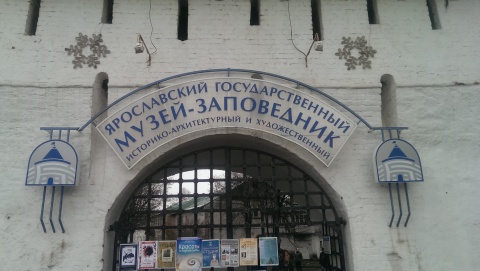 ЯРОСЛАВСКИЙ ГОСУДАРСТВЕННЫЙ
МУЗЕЙ-ЗАПОВЕДНИК
ИСТОРИКО-АРХИТЕКТУРНЫЙ И ХУДОЖЕСТВЕННЫЙ